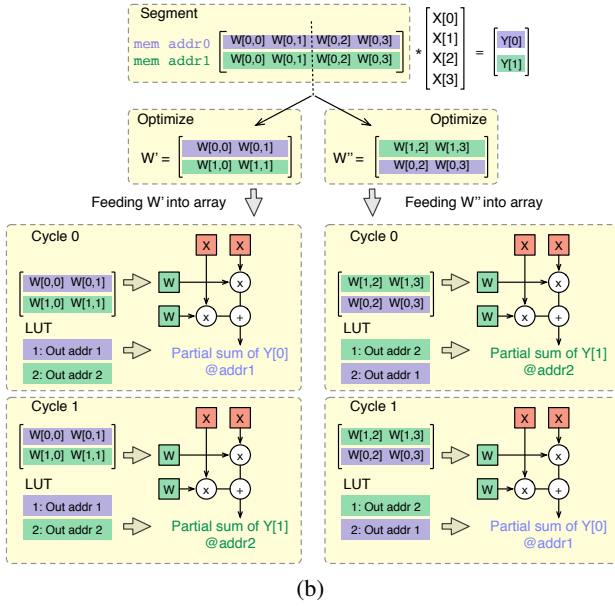 Segment
mem addr0 W[0,0] W[0,1] W[0,2] W[0,3]
mem addr1 W[0,0] W[0,1] W[0,2] W[0,3]
*
X[0]
X[1]
X[2]
X[3]
=
Y[0]
Y[1]
Optimize
W' =
W[0,0] W[0,1]
W[1,0] W[1,1]
Optimize
W'' =
W[1,2] W[1,3]
W[0,2] W[0,3]
Feeding W' into array
Feeding W'' into array
Cycle 0
X X
W[0,0] W[0,1]
W[1,0] W[1,1]
W x
W x +
LUT
1: Out addr 1
2: Out addr 2
Partial sum of Y[0]
@addr1
Cycle 0
X X
W[1,2] W[1,3]
W[0,2] W[0,3]
W x
W x +
LUT
1: Out addr 2
2: Out addr 1
Partial sum of Y[1]
@addr2
Cycle 1
X X
W[0,0] W[0,1]
W[1,0] W[1,1]
W x
W x +
LUT
1: Out addr 1
2: Out addr 2
Partial sum of Y[1]
@addr2
Cycle 1
X X
W[1,2] W[1,3]
W[0,2] W[0,3]
W x
W x +
LUT
1: Out addr 2
2: Out addr 1
Partial sum of Y[0]
@addr1
(b)